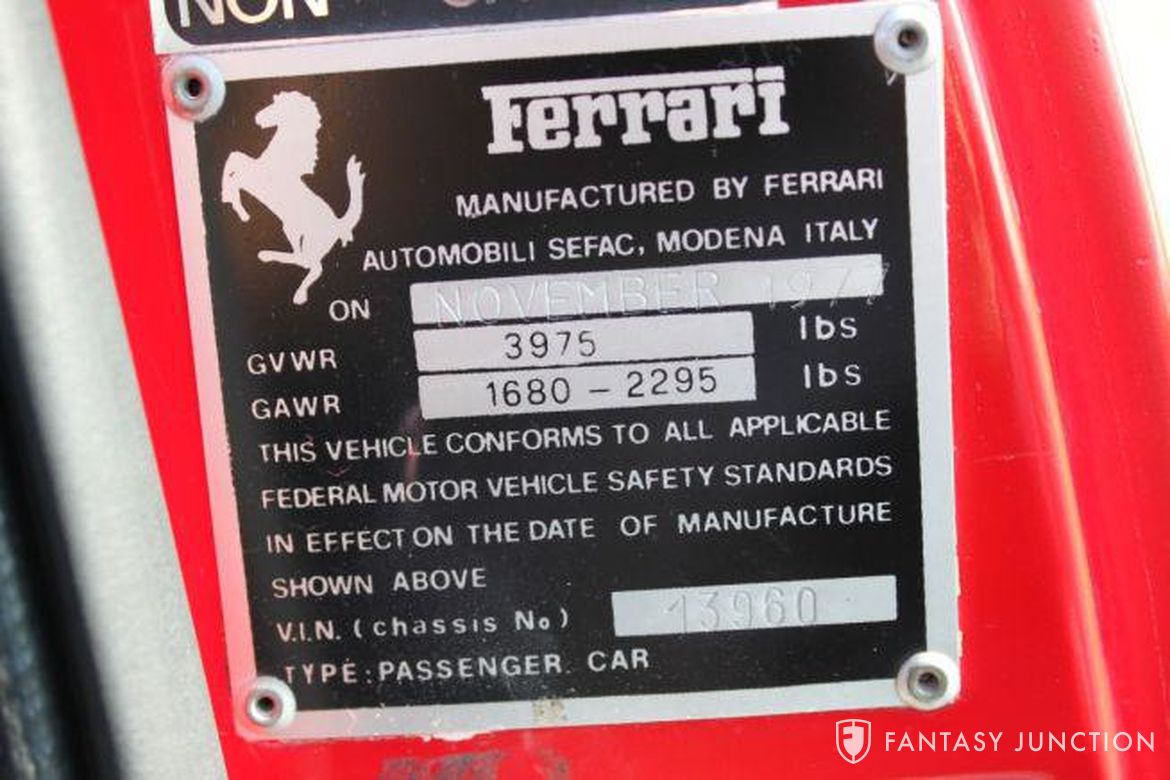 NON
Ferrari
MANUFACTURED BY FERRARI
AUTOMOBILI SEFAC, MODENA ITALY
ON NOVEMBER 1977
GVWR 3975 lbs
GAWR 1680-2295 lbs
THIS VEHICLE CONFORMS TO ALL APPLICABLE
FEDERAL MOTOR VEHICLE SAFETY STANDARDS
IN EFFECT ON THE DATE OF MANUFACTURE
SHOWN ABOVE
V.I.N. (chassis No) 13960
TYPE: PASSENGER. CAR
FANTASY JUNCTION